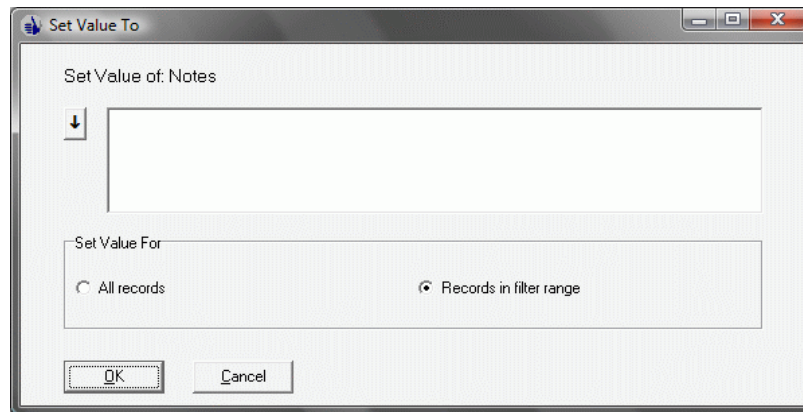 Set Value To
Set Value of: Notes
Set Value For
All records
Records in filter range
OK
Cancel